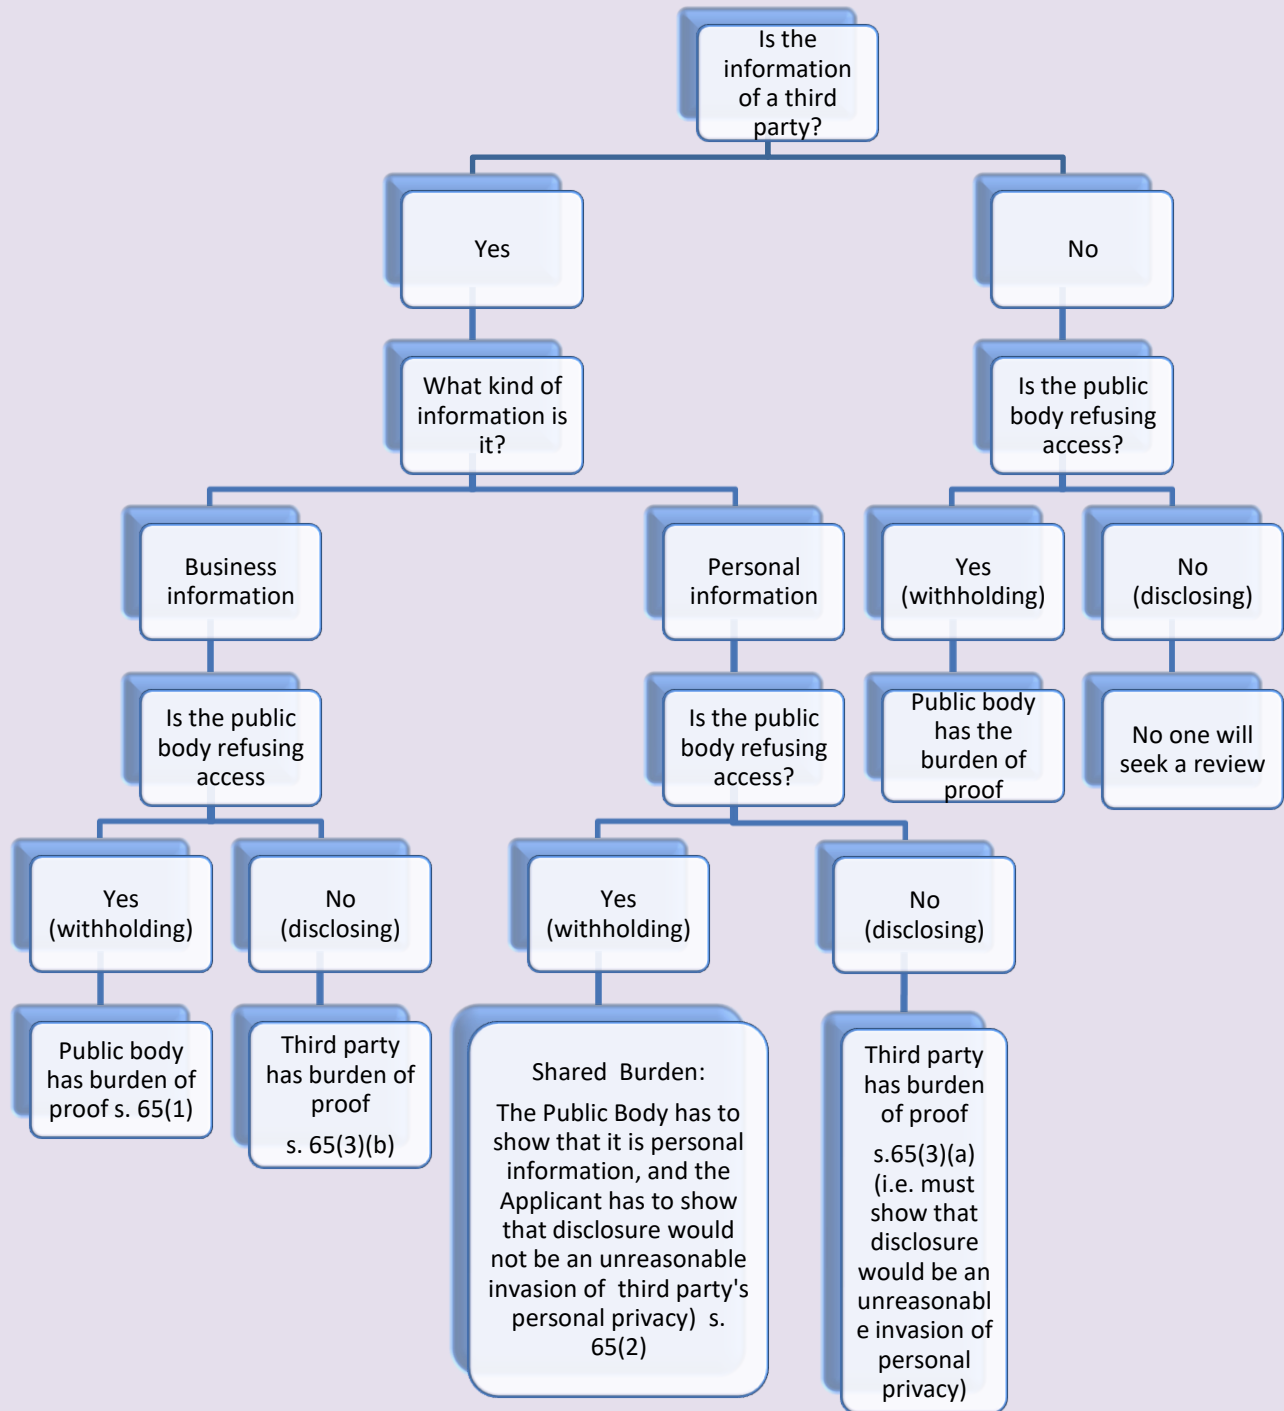 Is the
information
of a third
party?
Yes
No
What kind of
information is
it?
Is the public
body refusing
access?
Business
information
Personal
information
Yes
(withholding)
No
(disclosing)
Is the public
body refusing
access
Is the public
body refusing
access?
Public body
has the
burden of
proof
No one will
seek a review
Yes
(withholding)
No
(disclosing)
Yes
(withholding)
No
(disclosing)
Public body
has burden of
proof s. 65(1)
Third party
has burden of
proof
s. 65(3)(b)
Shared Burden:
The Public Body has to
show that it is personal
information, and the
Applicant has to show
that disclosure would
not be an unreasonable
invasion of third party's
personal privacy) s.
65(2)
Third party
has burden
of proof
s.65(3)(a)
(i.e. must
show that
disclosure
would be an
unreasonabl
e invasion of
personal
privacy)